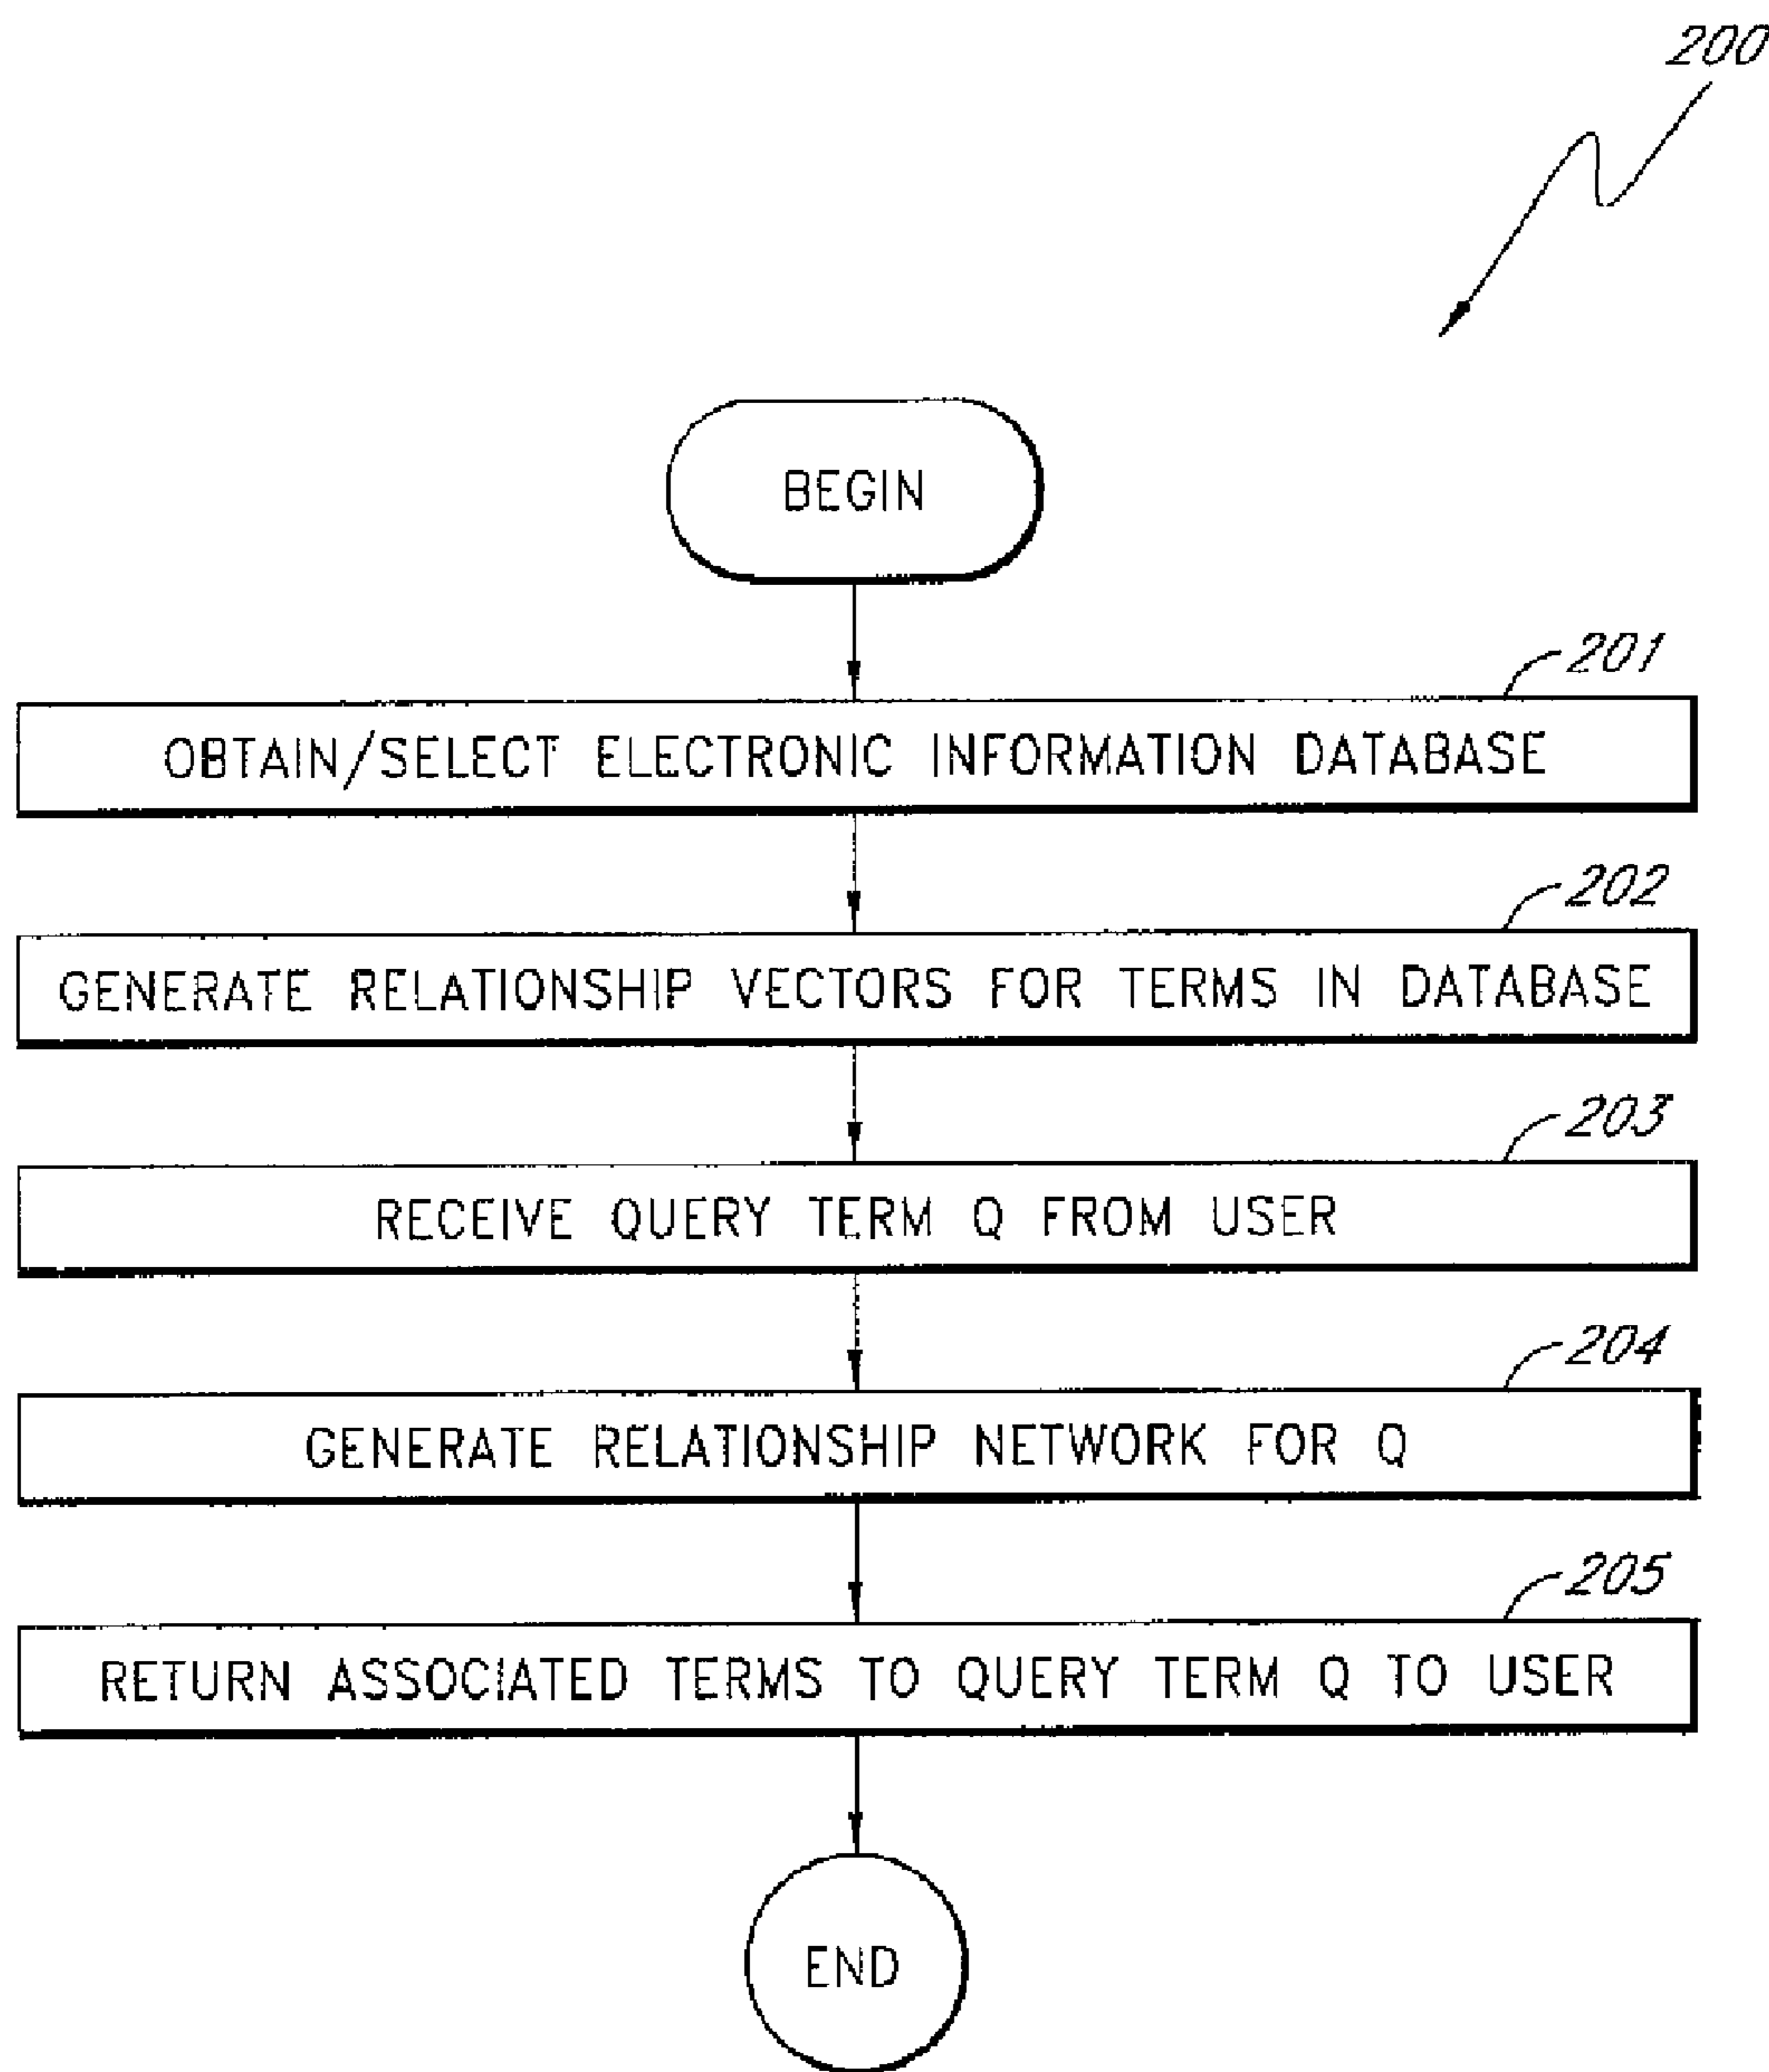 200
BEGIN
201
OBTAIN/SELECT ELECTRONIC INFORMATION DATABASE
202
GENERATE RELATIONSHIP VECTORS FOR TERMS IN DATABASE
203
RECEIVE QUERY TERM Q FROM USER
204
GENERATE RELATIONSHIP NETWORK FOR Q
205
RETURN ASSOCIATED TERMS TO QUERY TERM Q TO USER
END